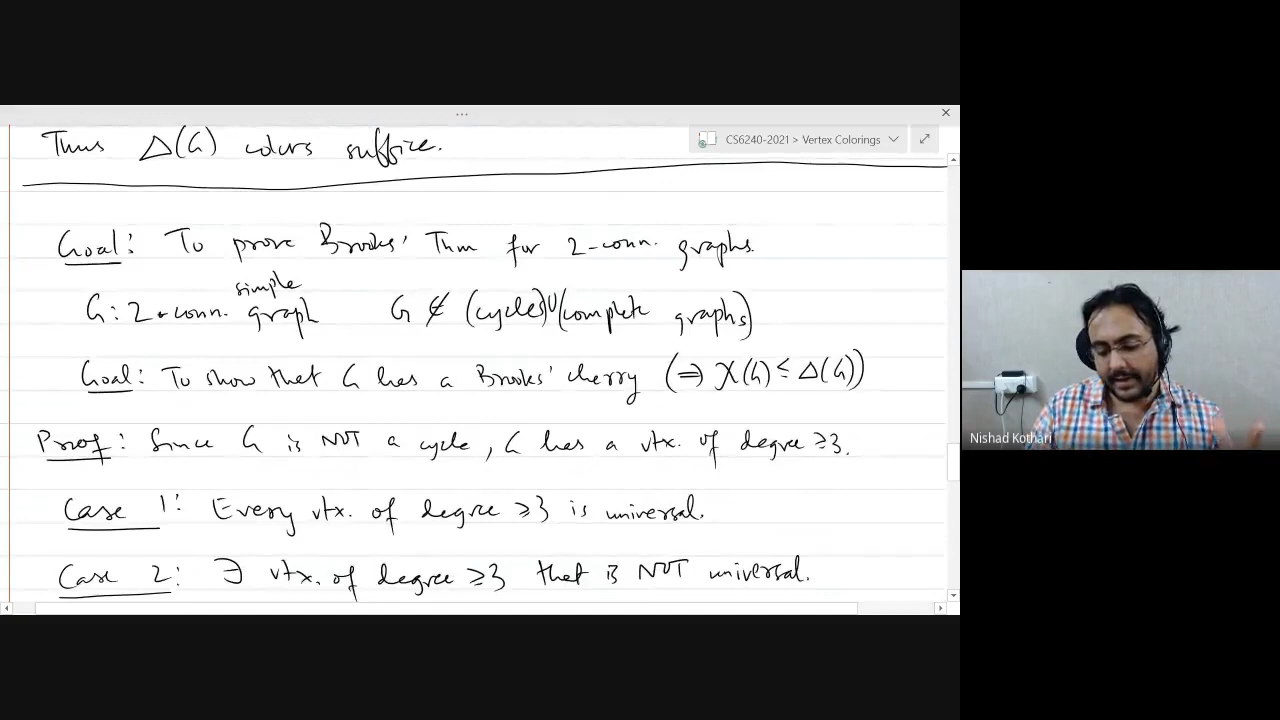 Thus Δ(G) colors suffice.
CS6240-2021 > Vertex Colorings
Goal: To prove Brooks' Thm for 2-conn. graphs.
simple
G: 2-conn. graph G ∉ (cycles)∪(complete graphs)
Goal: To show that G has a Brooks' cherry (⇒ χ(G) ≤ Δ(G))
Proof: Since G is NOT a cycle, G has a vtx. of degree ≥3.
Case 1: Every vtx. of degree ≥3 is universal.
Case 2: ∃ vtx. of degree ≥3 that is NOT universal.
Nishad Kothari